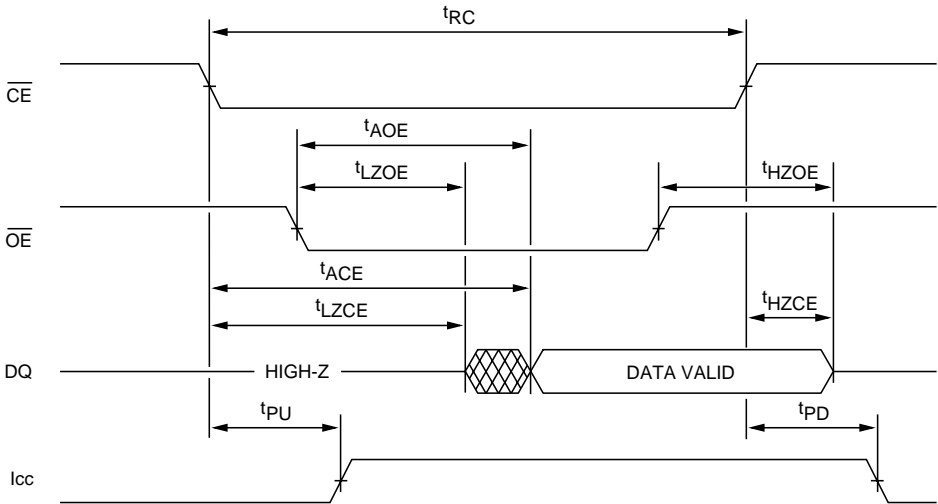 tRC
CE
tAOE
tLZOE
tHZOE
OE
tACE
tLZCE
tHZCE
DQ
HIGH-Z
DATA VALID
tPU
tPD
Icc